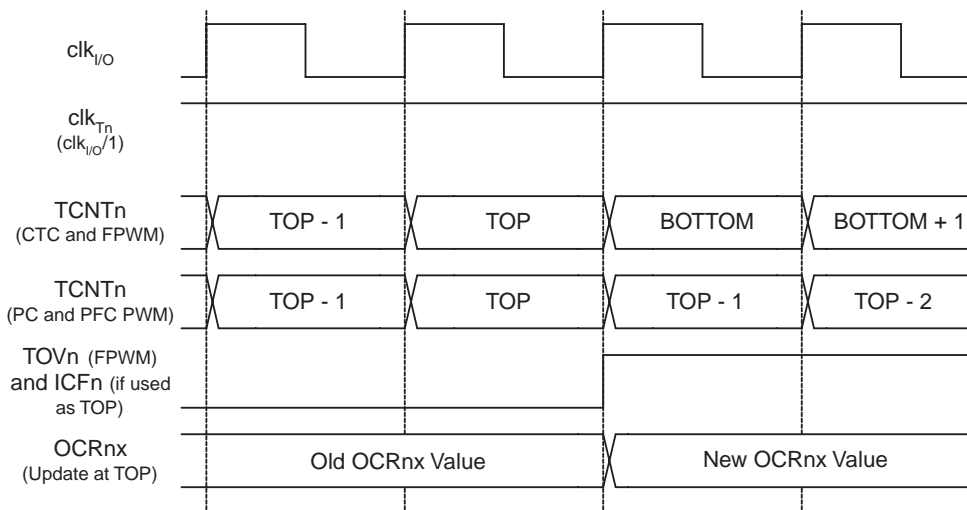 clkI/O
clkTn
(clkI/O/1)
TCNTn
(CTC and FPWM)
TOP - 1
TOP
BOTTOM
BOTTOM + 1
TCNTn
(PC and PFC PWM)
TOP - 1
TOP
TOP - 1
TOP - 2
TOVn (FPWM)
and ICFn (if used
as TOP)
OCRnx
(Update at TOP)
Old OCRnx Value
New OCRnx Value